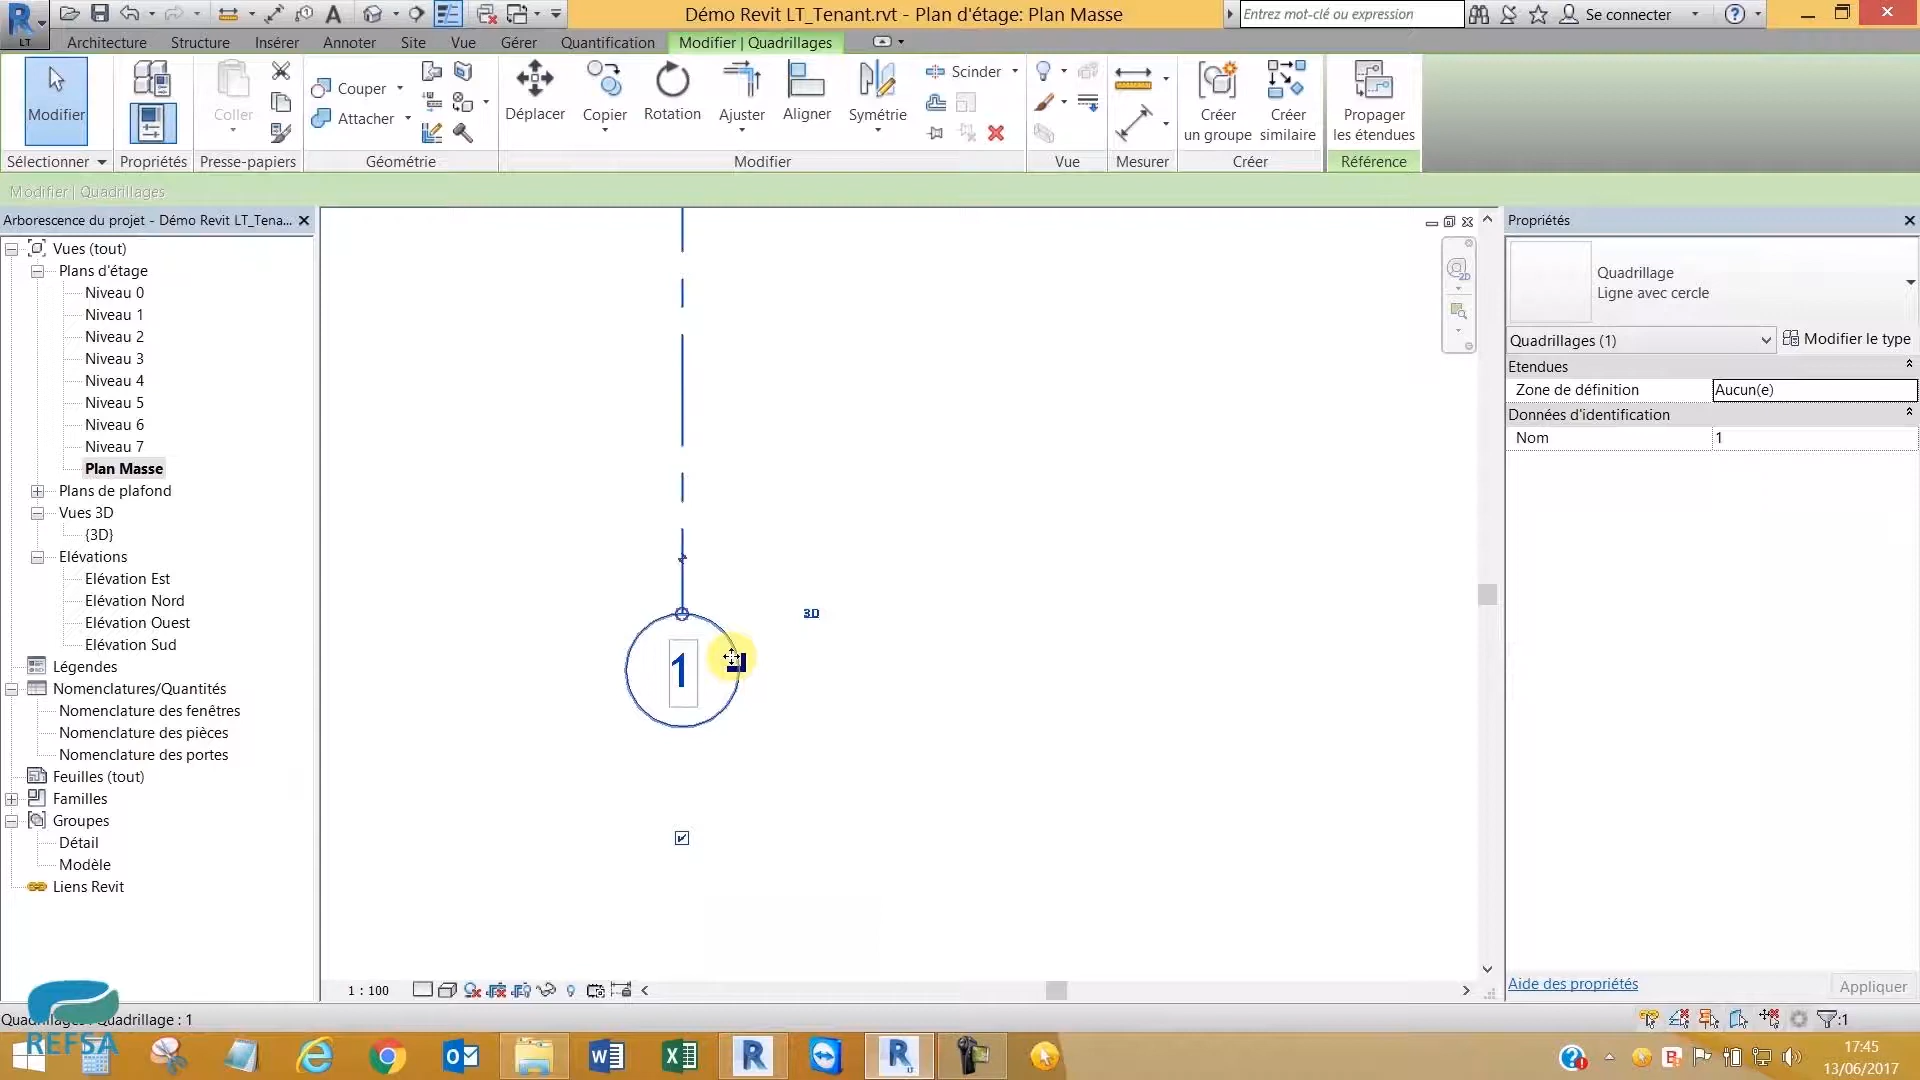 LT
Démo Revit LT_Tenant.rvt - Plan d'étage: Plan Masse
Entrez mot-clé ou expression
Se connecter
Architecture
Structure
Insérer
Annoter
Site
Vue
Gérer
Quantification
Modifier | Quadrillages
Modifier
Coller
Couper
Attacher
Déplacer
Copier
Rotation
Ajuster
Aligner
Symétrie
Scinder
Créer
un groupe
Créer
similaire
Propager
les étendues
Sélectionner
Propriétés
Presse-papiers
Géométrie
Modifier
Vue
Mesurer
Créer
Référence
Modifier | Quadrillages
Arborescence du projet - Démo Revit LT_Tena...
Vues (tout)
Plans d'étage
Niveau 0
Niveau 1
Niveau 2
Niveau 3
Niveau 4
Niveau 5
Niveau 6
Niveau 7
Plan Masse
Plans de plafond
Vues 3D
{3D}
Elévations
Elévation Est
Elévation Nord
Elévation Ouest
Elévation Sud
Légendes
Nomenclatures/Quantités
Nomenclature des fenêtres
Nomenclature des pièces
Nomenclature des portes
Feuilles (tout)
Familles
Groupes
Détail
Modèle
Liens Revit
3D
1
2D
1 : 100
Propriétés
Quadrillage
Ligne avec cercle
Quadrillages (1)
Modifier le type
Etendues
Zone de définition
Aucun(e)
Données d'identification
Nom
1
Aide des propriétés
Appliquer
Quadrillages : Quadrillage : 1
:1
REFSA
17:45
13/06/2017